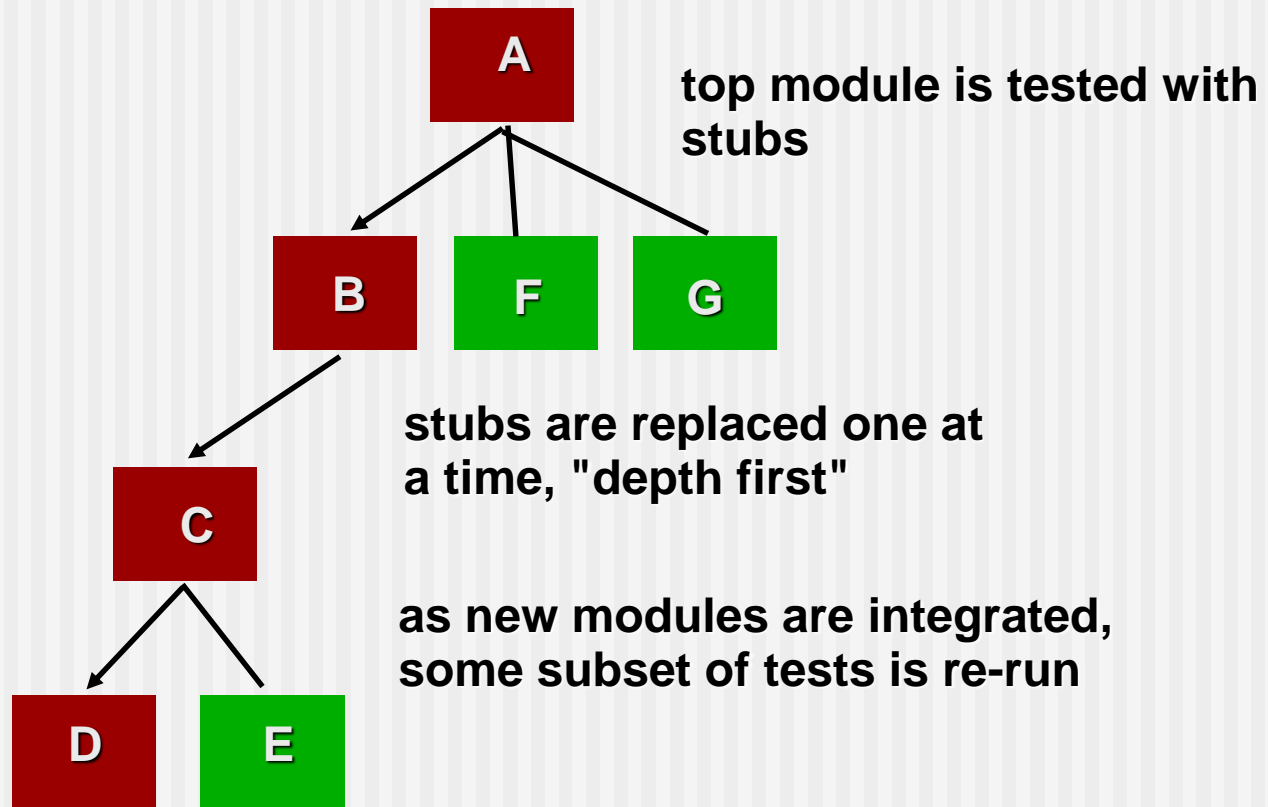 A
top module is tested with
stubs
B
F
G
stubs are replaced one at
a time, "depth first"
C
as new modules are integrated,
some subset of tests is re-run
D
E